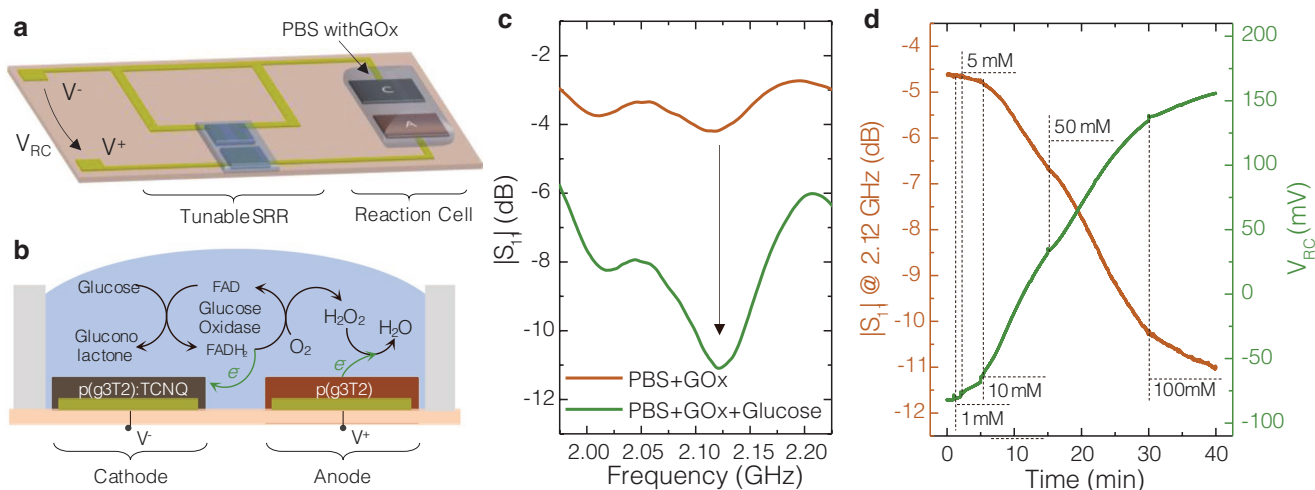 a
PBS withGOx
C
A
V-
V+
VRC
Tunable SRR
Reaction Cell
b
Glucose
FAD
Glucose
Oxidase
Glucono
lactone
FADH2
O2
H2O2
H2O
e-
e-
p(g3T2):TCNQ
p(g3T2)
V-
V+
Cathode
Anode
c
|S11| (dB)
-2
-4
-6
-8
-10
-12
PBS+GOx
PBS+GOx+Glucose
2.00
2.05
2.10
2.15
2.20
Frequency (GHz)
d
|S11| @ 2.12 GHz (dB)
-4
-5
-6
-7
-8
-9
-10
-11
-12
5 mM
50 mM
10 mM
1 mM
100mM
0
10
20
30
40
Time (min)
200
150
100
50
0
-50
-100
VRC (mV)